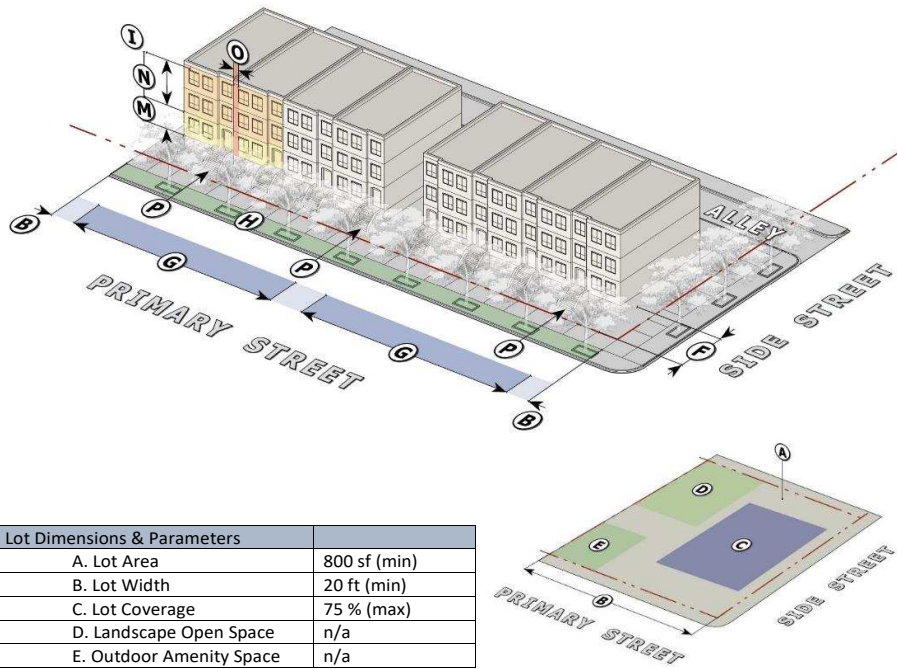 I
O
N
M
B
P
H
G
P
P
F
G
B
ALLEY
PRIMARY STREET
SIDE STREET
A
D
E
C
B
PRIMARY STREET
SIDE STREET
Lot Dimensions & Parameters
A. Lot Area 800 sf (min)
B. Lot Width 20 ft (min)
C. Lot Coverage 75 % (max)
D. Landscape Open Space n/a
E. Outdoor Amenity Space n/a